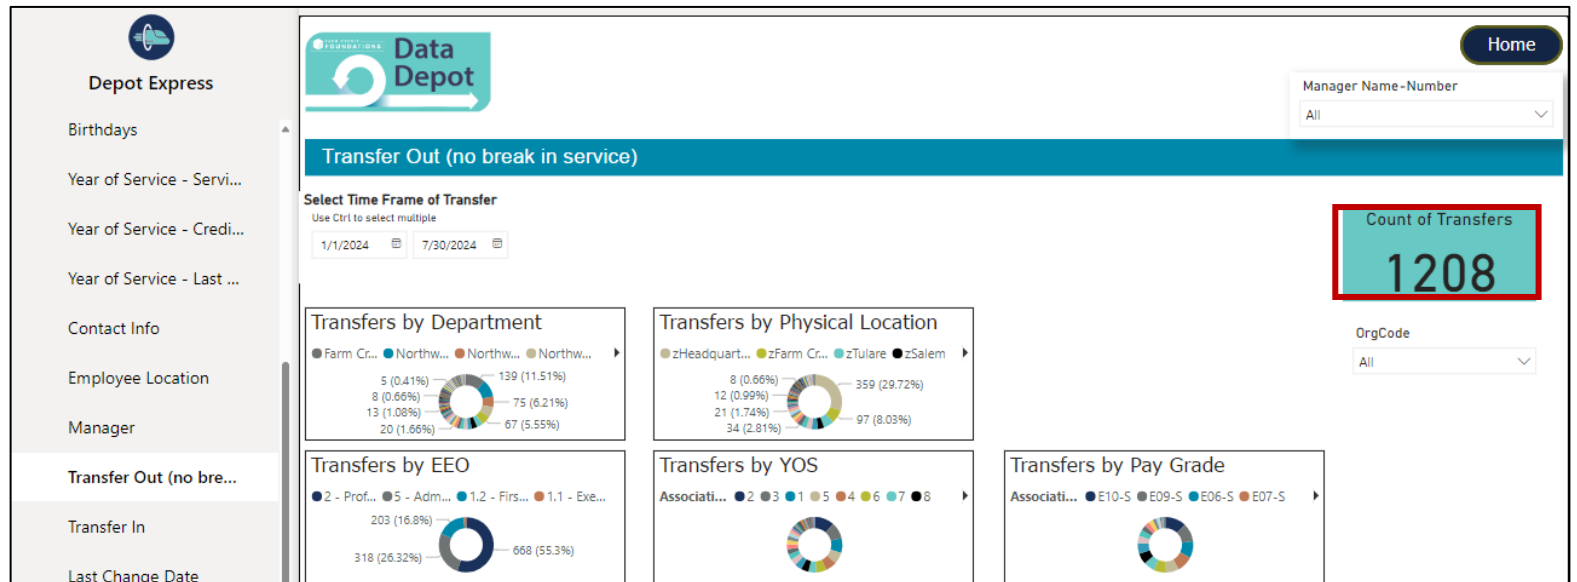 Depot Express
Birthdays
Year of Service - Servi...
Year of Service - Credi...
Year of Service - Last ...
Contact Info
Employee Location
Manager
Transfer Out (no bre...
Transfer In
Last Change Date
FARM CREDIT
FOUNDATIONS
Data
Depot
Home
Manager Name-Number
All
Transfer Out (no break in service)
Select Time Frame of Transfer
Use Ctrl to select multiple
1/1/2024 7/30/2024
Count of Transfers
1208
OrgCode
All
Transfers by Department
Farm Cr... Northw... Northw... Northw...
5 (0.41%) 139 (11.51%)
8 (0.66%) 75 (6.21%)
13 (1.08%) 67 (5.55%)
20 (1.66%)
Transfers by Physical Location
zHeadquart... zFarm Cr... zTulare zSalem
8 (0.66%) 359 (29.72%)
12 (0.99%)
21 (1.74%) 97 (8.03%)
34 (2.81%)
Transfers by EEO
2 - Prof... 5 - Adm... 1.2 - Firs... 1.1 - Exe...
203 (16.8%)
318 (26.32%) 668 (55.3%)
Transfers by YOS
Associati... 2 3 1 5 4 6 7 8
Transfers by Pay Grade
Associati... E10-S E09-S E06-S E07-S